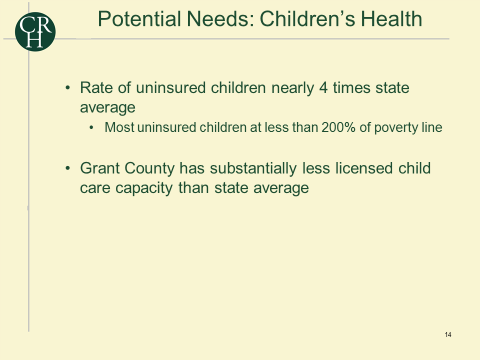 CR
H
Potential Needs: Children's Health
• Rate of uninsured children nearly 4 times state
average
• Most uninsured children at less than 200% of poverty line
• Grant County has substantially less licensed child
care capacity than state average
14